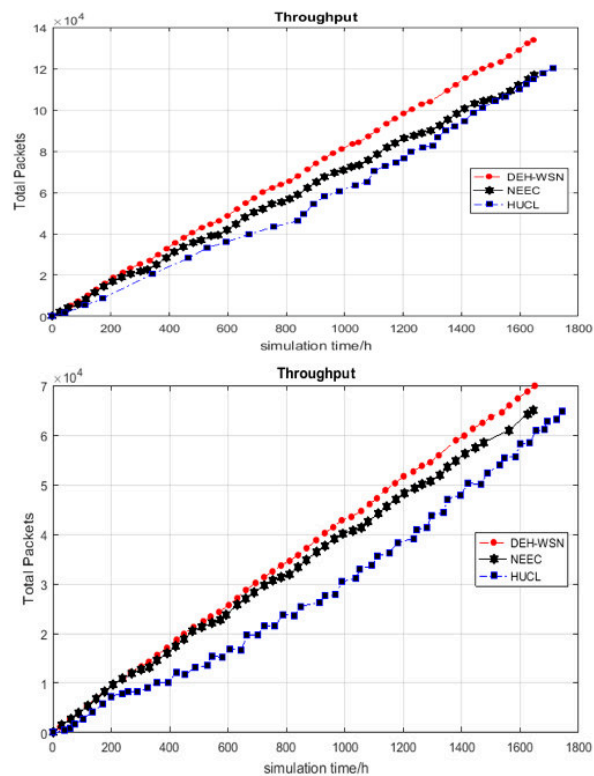 Throughput
×10⁴
14
12
10
8
6
4
2
0
Total Packets
DEH-WSN
NEEC
HUCL
0 200 400 600 800 1000 1200 1400 1600 1800
simulation time/h
Throughput
×10⁴
7
6
5
4
3
2
1
0
Total Packets
DEH-WSN
NEEC
HUCL
0 200 400 600 800 1000 1200 1400 1600 1800
simulation time/h